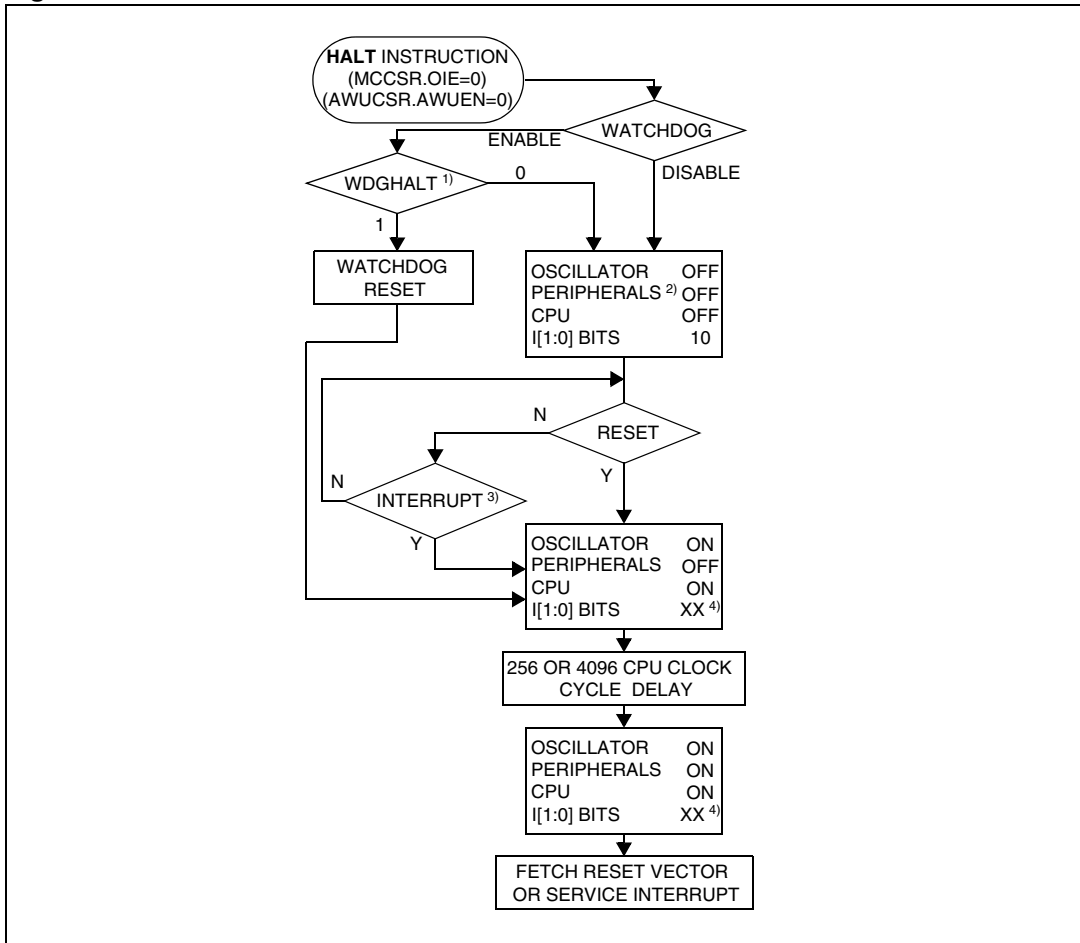 HALT INSTRUCTION
(MCCSR.OIE=0)
(AWUCSR.AWUEN=0)
WATCHDOG
ENABLE
DISABLE
WDGHALT 1)
0
1
WATCHDOG
RESET
OSCILLATOR OFF
PERIPHERALS 2) OFF
CPU OFF
I[1:0] BITS 10
RESET
N
Y
INTERRUPT 3)
N
Y
OSCILLATOR ON
PERIPHERALS OFF
CPU ON
I[1:0] BITS XX 4)
256 OR 4096 CPU CLOCK
CYCLE DELAY
OSCILLATOR ON
PERIPHERALS ON
CPU ON
I[1:0] BITS XX 4)
FETCH RESET VECTOR
OR SERVICE INTERRUPT